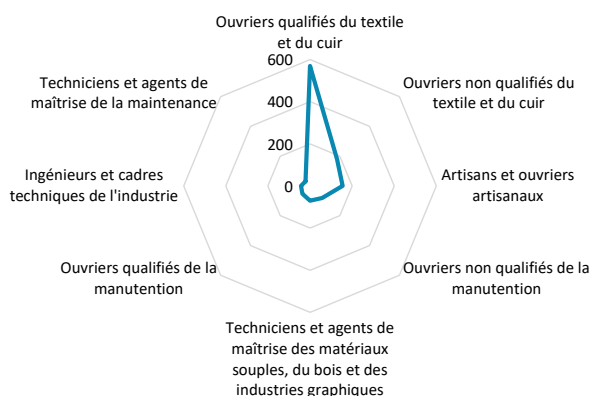 Ouvriers qualifiés du textile
et du cuir
600
400
200
0
Ouvriers non qualifiés du
textile et du cuir
Artisans et ouvriers
artisanaux
Ouvriers non qualifiés de la
manutention
Techniciens et agents de
maîtrise des matériaux
souples, du bois et des
industries graphiques
Ouvriers qualifiés de la
manutention
Ingénieurs et cadres
techniques de l'industrie
Techniciens et agents de
maîtrise de la maintenance